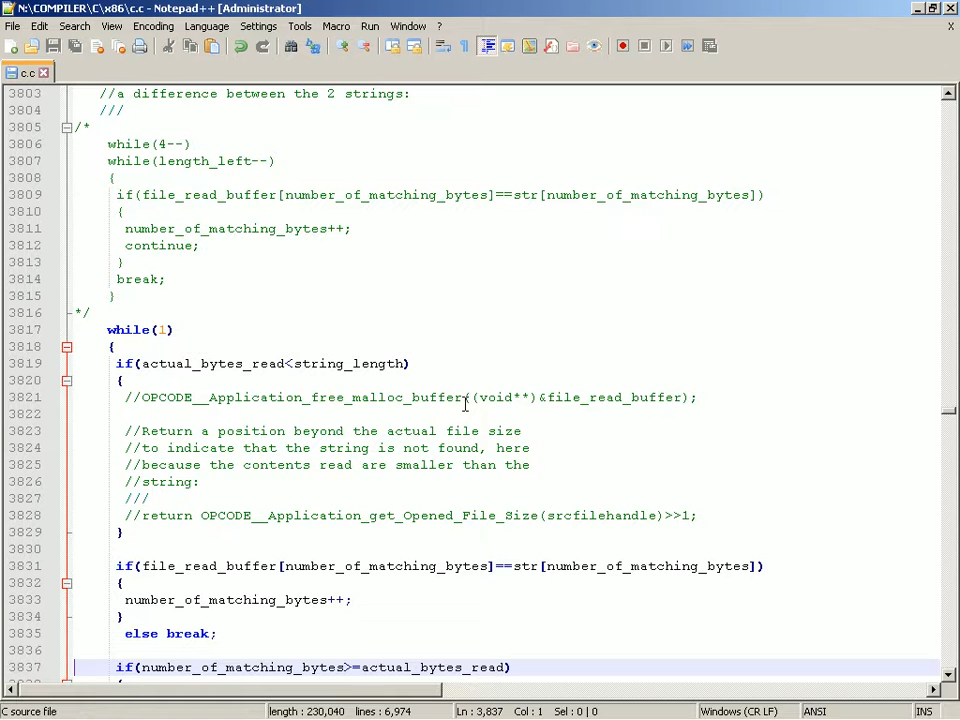 N:\COMPILER\C\x86\c.c - Notepad++ [Administrator]
File Edit Search View Encoding Language Settings Tools Macro Run Window ? X
c.c
3803 //a difference between the 2 strings:
3804 ///
3805 /*
3806 while(4--)
3807 while(length_left--)
3808 {
3809 if(file_read_buffer[number_of_matching_bytes]==str[number_of_matching_bytes])
3810 {
3811 number_of_matching_bytes++;
3812 continue;
3813 }
3814 break;
3815 }
3816 */
3817 while(1)
3818 {
3819 if(actual_bytes_read<string_length)
3820 {
3821 //OPCODE__Application_free_malloc_buffer((void**)&file_read_buffer);
3822
3823 //Return a position beyond the actual file size
3824 //to indicate that the string is not found, here
3825 //because the contents read are smaller than the
3826 //string:
3827 ///
3828 //return OPCODE__Application_get_Opened_File_Size(srcfilehandle)>>1;
3829 }
3830
3831 if(file_read_buffer[number_of_matching_bytes]==str[number_of_matching_bytes])
3832 {
3833 number_of_matching_bytes++;
3834 }
3835 else break;
3836
3837 if(number_of_matching_bytes>=actual_bytes_read)
C source file length : 230,040 lines : 6,974 Ln : 3,837 Col : 1 Sel : 0 | 0 Windows (CR LF) ANSI INS